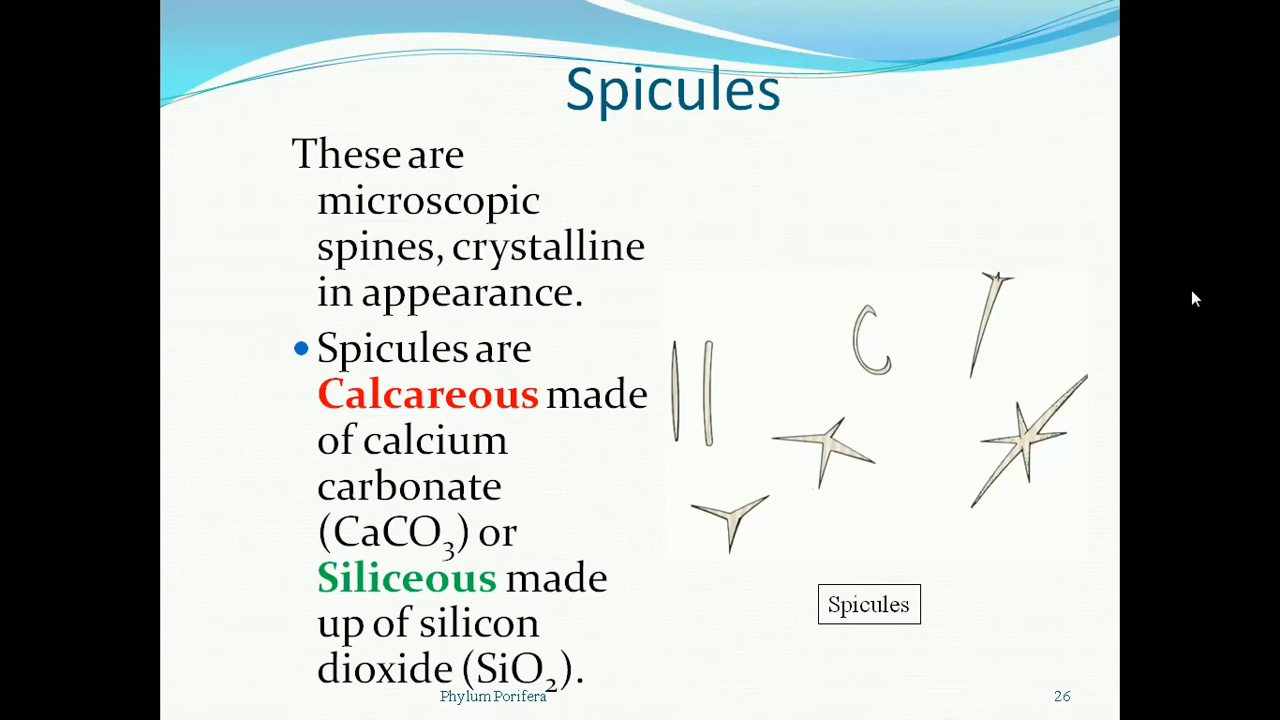 Spicules
These are
microscopic
spines, crystalline
in appearance.
• Spicules are
Calcareous made
of calcium
carbonate
(CaCO₃) or
Siliceous made
up of silicon
dioxide (SiO₂).
Spicules
Phylum Porifera
26